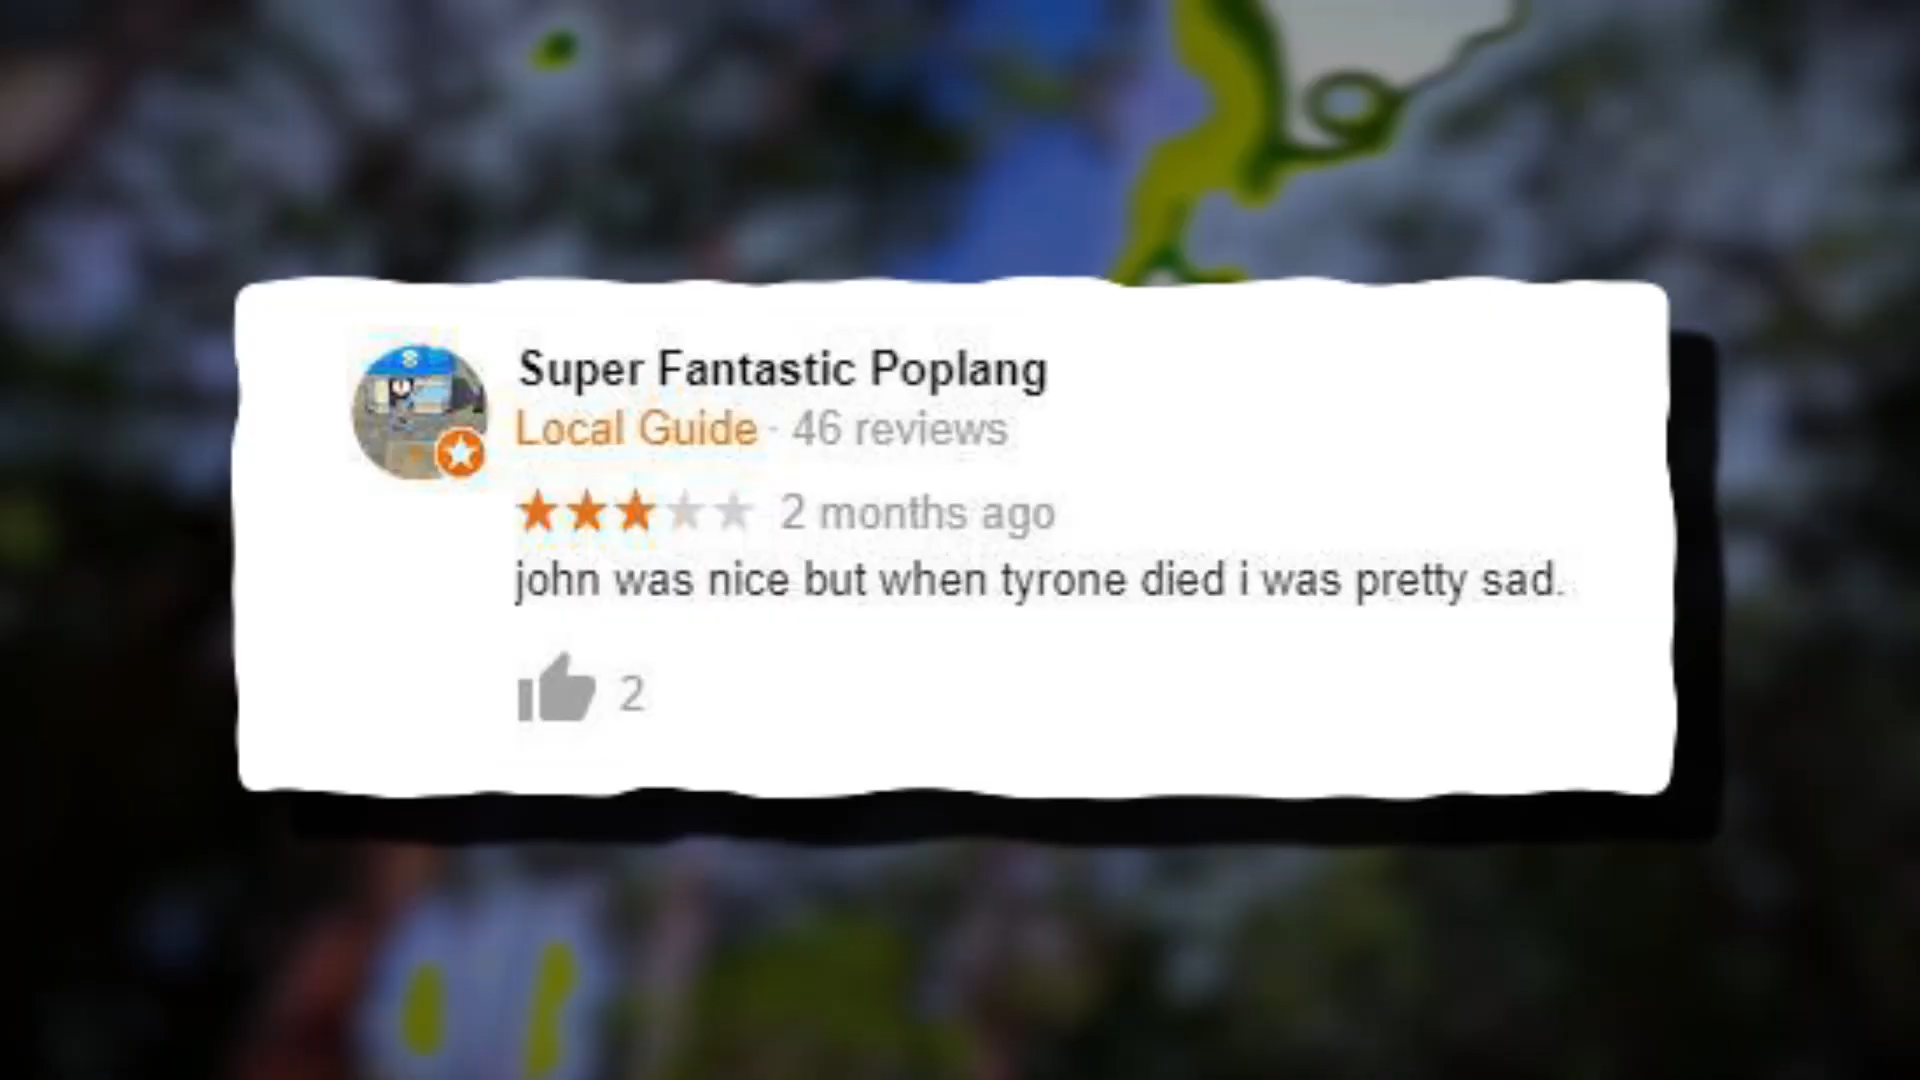 Super Fantastic Poplang
Local Guide · 46 reviews
2 months ago
john was nice but when tyrone died i was pretty sad.
2